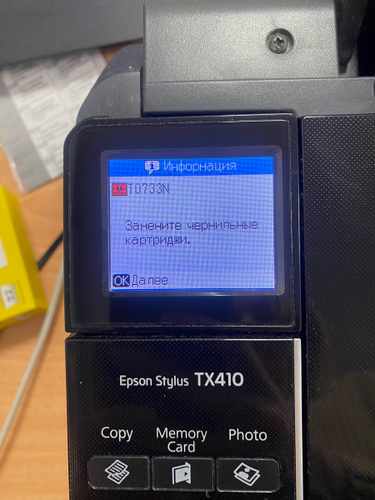 Информация
T0733N
Замените чернильные
картриджи.
OK Далее
Epson Stylus TX410
Copy
Memory
Card
Photo